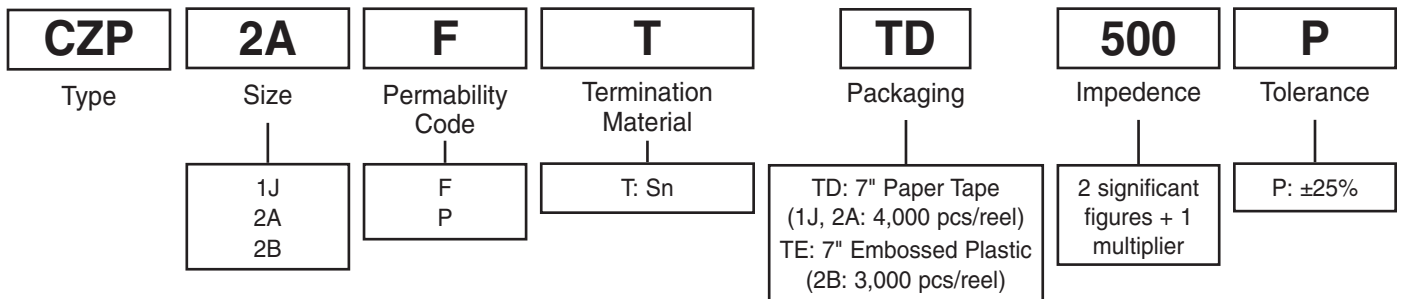 CZP 2A F T TD 500 P
Type Size Permability Code Termination Material Packaging Impedence Tolerance
1J
2A
2B
F
P
T: Sn
TD: 7" Paper Tape
(1J, 2A: 4,000 pcs/reel)
TE: 7" Embossed Plastic
(2B: 3,000 pcs/reel)
2 significant
figures + 1
multiplier
P: ±25%